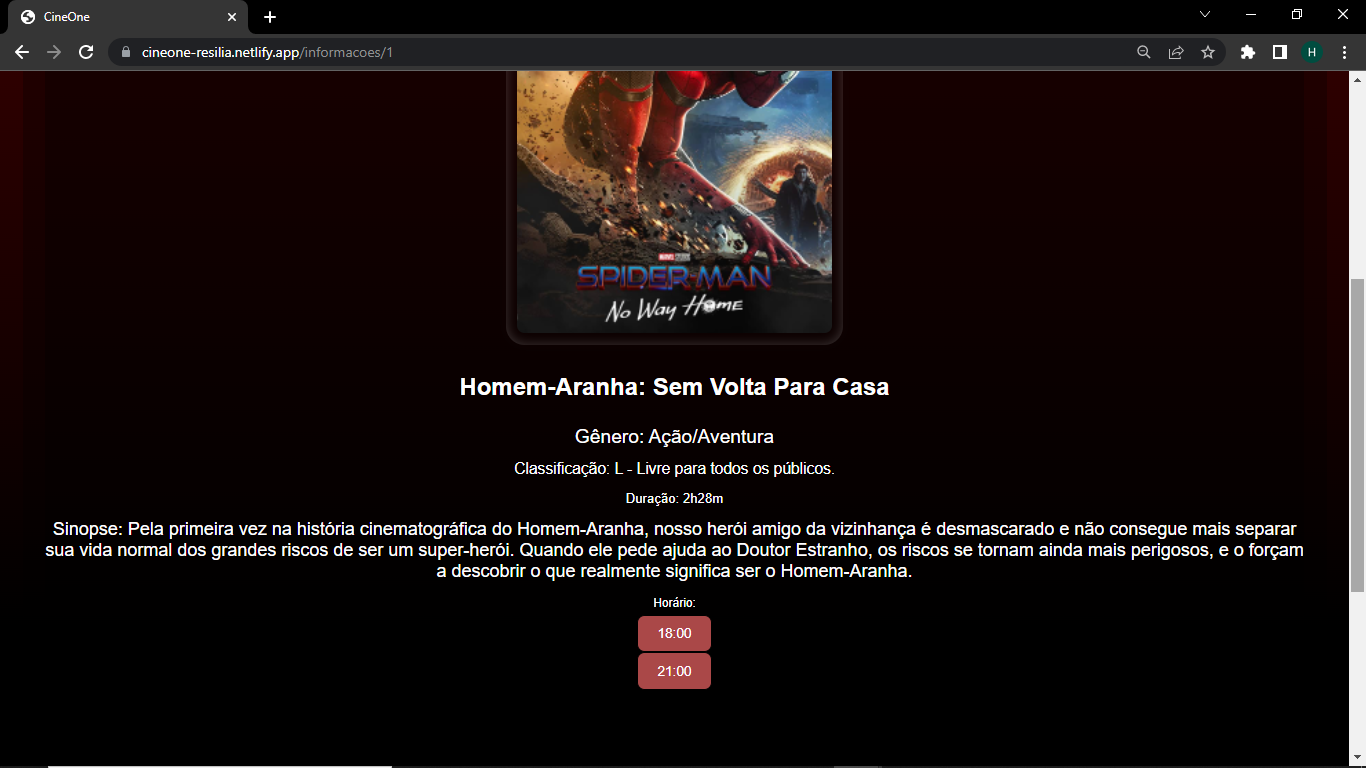 CineOne
cineone-resilia.netlify.app/informacoes/1
H
MARVEL STUDIOS
SPIDER-MAN
No Way Home
Homem-Aranha: Sem Volta Para Casa
Gênero: Ação/Aventura
Classificação: L - Livre para todos os públicos.
Duração: 2h28m
Sinopse: Pela primeira vez na história cinematográfica do Homem-Aranha, nosso herói amigo da vizinhança é desmascarado e não consegue mais separar
sua vida normal dos grandes riscos de ser um super-herói. Quando ele pede ajuda ao Doutor Estranho, os riscos se tornam ainda mais perigosos, e o forçam
a descobrir o que realmente significa ser o Homem-Aranha.
Horário:
18:00
21:00